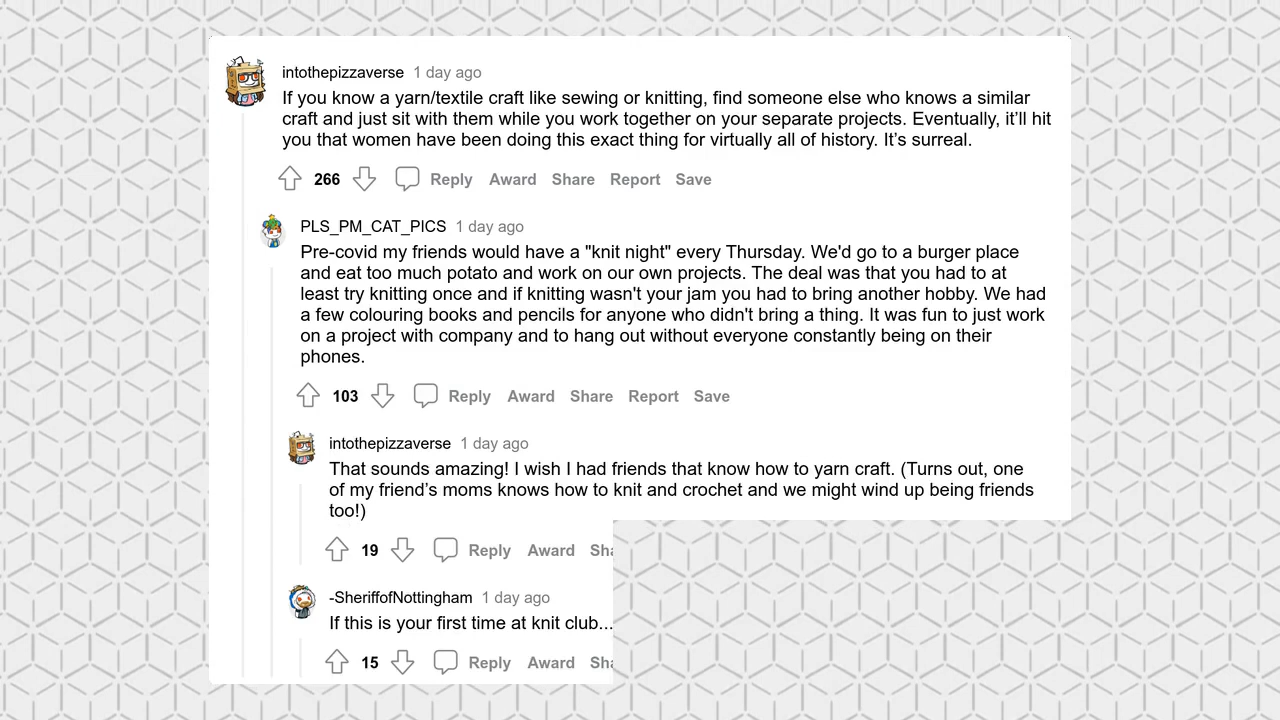 intothepizzaverse 1 day ago
If you know a yarn/textile craft like sewing or knitting, find someone else who knows a similar
craft and just sit with them while you work together on your separate projects. Eventually, it’ll hit
you that women have been doing this exact thing for virtually all of history. It’s surreal.
266 Reply Award Share Report Save
PLS_PM_CAT_PICS 1 day ago
Pre-covid my friends would have a "knit night" every Thursday. We'd go to a burger place
and eat too much potato and work on our own projects. The deal was that you had to at
least try knitting once and if knitting wasn't your jam you had to bring another hobby. We had
a few colouring books and pencils for anyone who didn't bring a thing. It was fun to just work
on a project with company and to hang out without everyone constantly being on their
phones.
103 Reply Award Share Report Save
intothepizzaverse 1 day ago
That sounds amazing! I wish I had friends that know how to yarn craft. (Turns out, one
of my friend’s moms knows how to knit and crochet and we might wind up being friends
too!)
19 Reply Award Sha
-SheriffofNottingham 1 day ago
If this is your first time at knit club...
15 Reply Award Sha